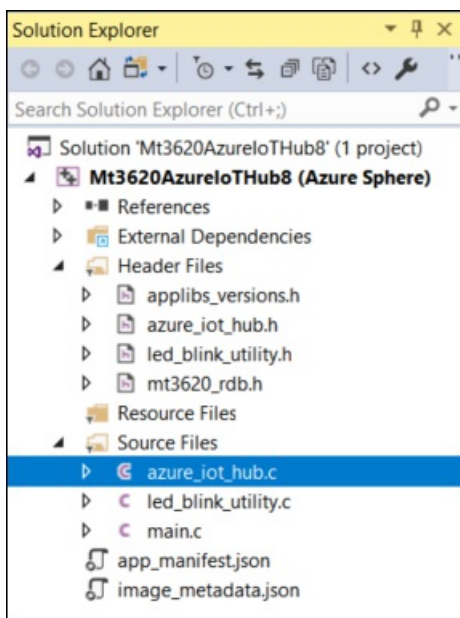 Solution Explorer
Search Solution Explorer (Ctrl+;)
Solution 'Mt3620AzureIoTHub8' (1 project)
Mt3620AzureIoTHub8 (Azure Sphere)
References
External Dependencies
Header Files
applibs_versions.h
azure_iot_hub.h
led_blink_utility.h
mt3620_rdb.h
Resource Files
Source Files
azure_iot_hub.c
led_blink_utility.c
main.c
app_manifest.json
image_metadata.json